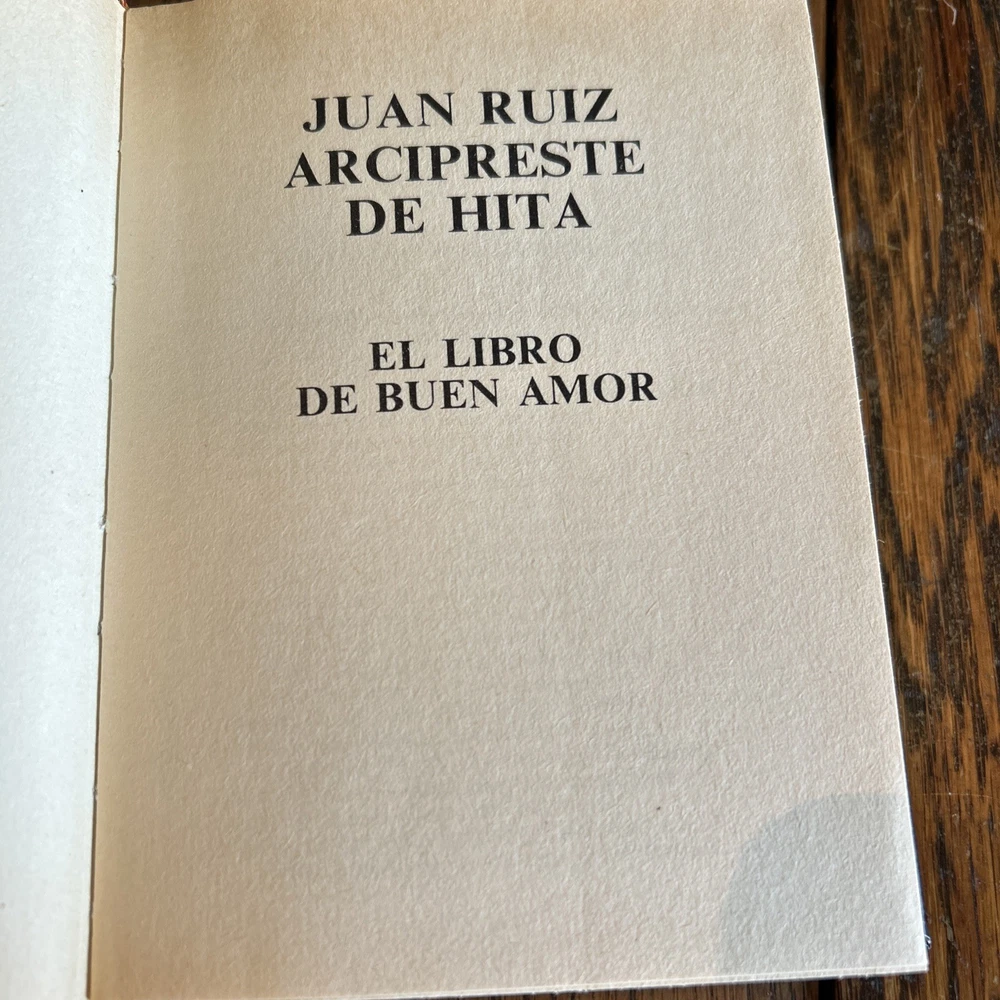 JUAN RUIZ
ARCIPRESTE
DE HITA
EL LIBRO
DE BUEN AMOR